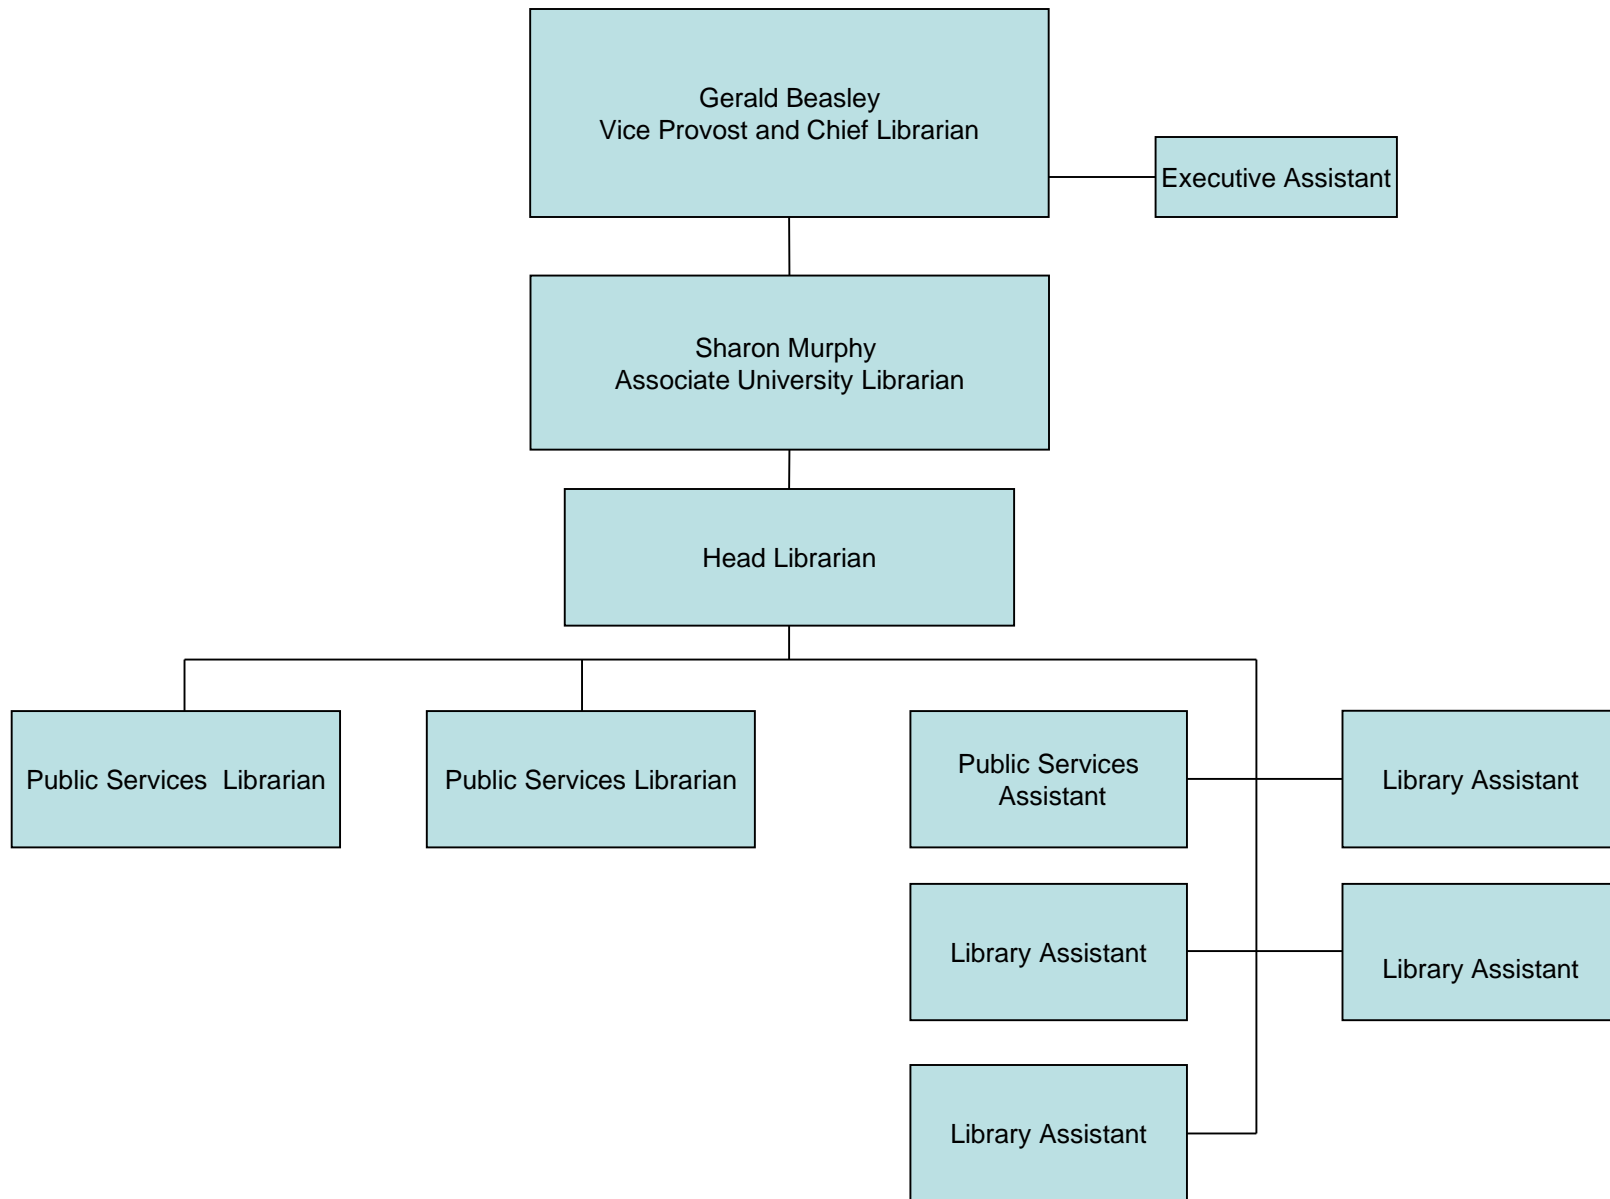 Gerald Beasley
Vice Provost and Chief Librarian
Executive Assistant
Sharon Murphy
Associate University Librarian
Head Librarian
Public Services  Librarian
Public Services Librarian
Public Services
Assistant
Library Assistant
Library Assistant
Library Assistant
Library Assistant